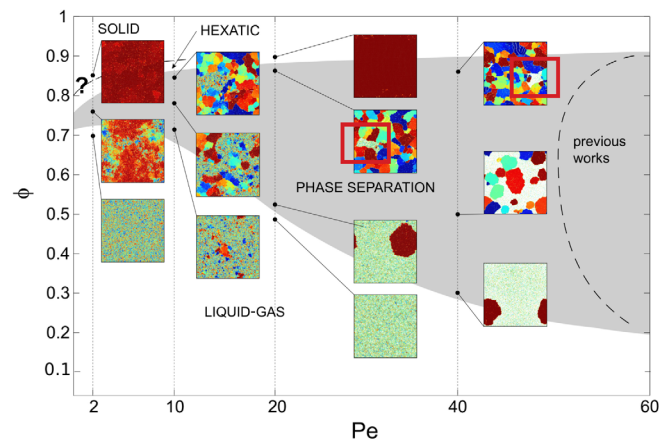 SOLID
HEXATIC
?
previous
works
PHASE SEPARATION
LIQUID-GAS
ϕ
0.9
0.8
0.7
0.6
0.5
0.4
0.3
0.2
0.1
1
2
10
20
40
60
Pe